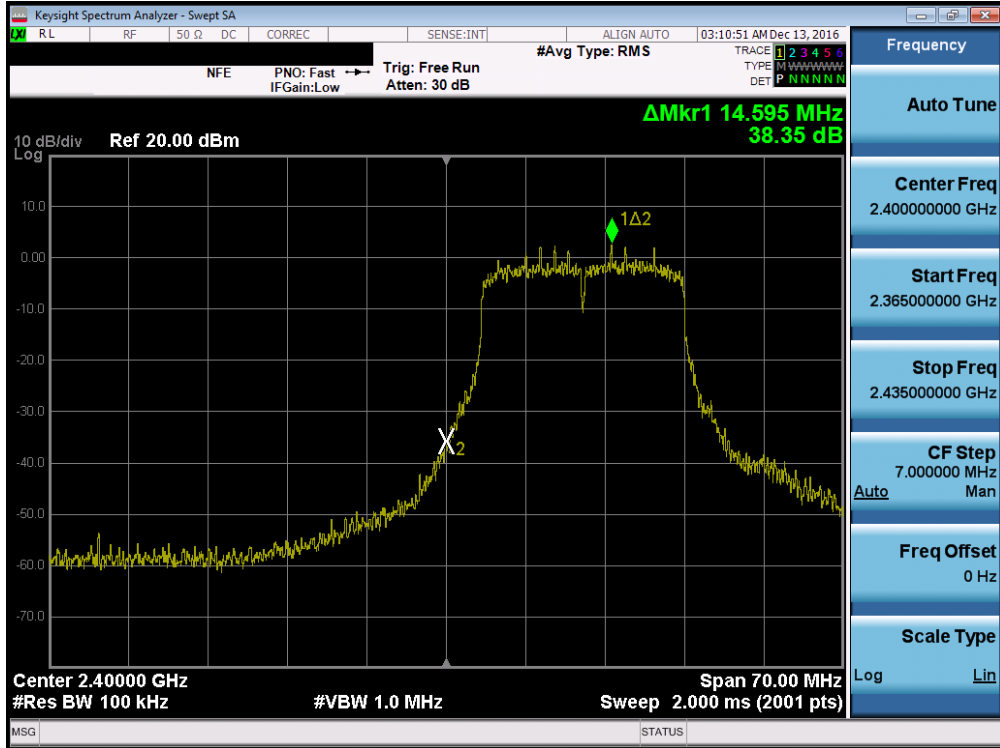 Keysight Spectrum Analyzer - Swept SA
LXI RL RF 50 Ω DC CORREC SENSE:INT ALIGN AUTO 03:10:51 AM Dec 13, 2016
NFE PNO: Fast Trig: Free Run #Avg Type: RMS TRACE 1 2 3 4 5 6
IFGain:Low Atten: 30 dB TYPE M WWWWW
DET P N N N N N
ΔMkr1 14.595 MHz
38.35 dB
10 dB/div Ref 20.00 dBm
Log
10.0
0.00
-10.0
-20.0
-30.0
-40.0
-50.0
-60.0
-70.0
1Δ2
2
Center 2.40000 GHz Span 70.00 MHz
#Res BW 100 kHz #VBW 1.0 MHz Sweep 2.000 ms (2001 pts)
MSG STATUS
Frequency
Auto Tune
Center Freq
2.400000000 GHz
Start Freq
2.365000000 GHz
Stop Freq
2.435000000 GHz
CF Step
7.000000 MHz
Auto Man
Freq Offset
0 Hz
Scale Type
Log Lin